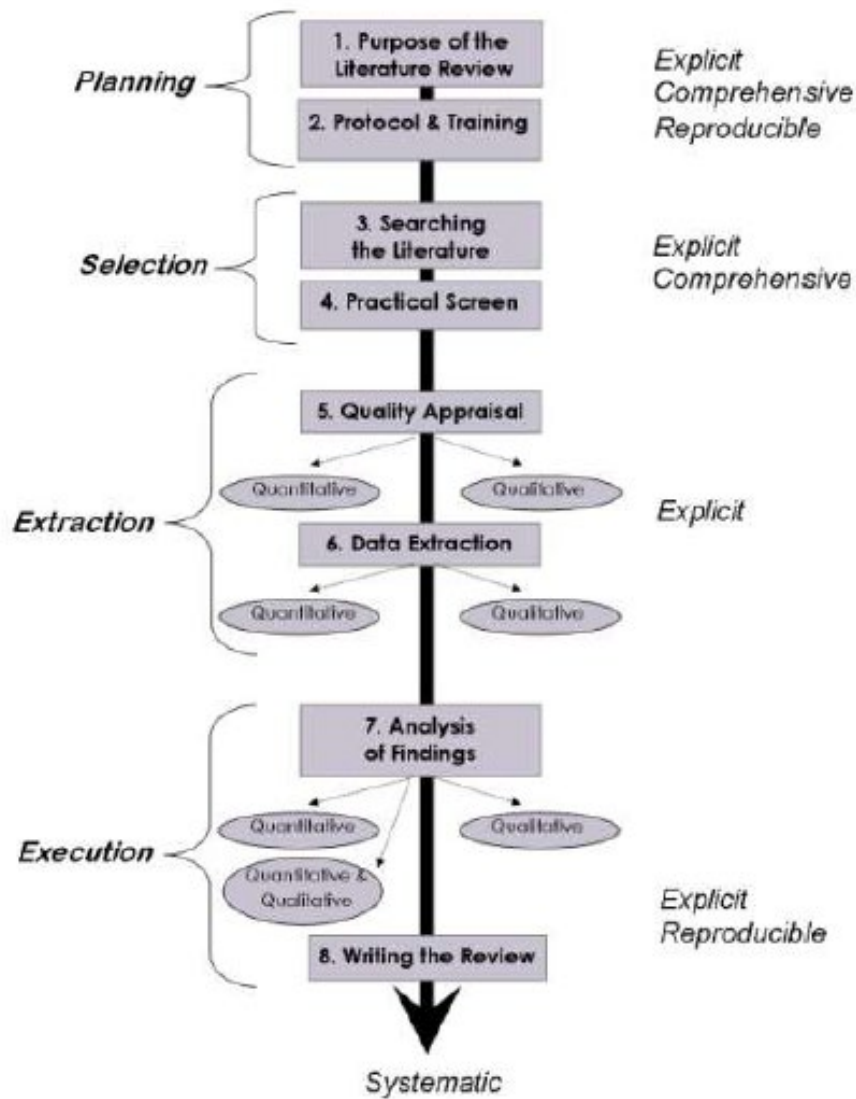 Planning
1. Purpose of the
Literature Review
2. Protocol & Training
Explicit
Comprehensive
Reproducible
Selection
3. Searching
the Literature
4. Practical Screen
Explicit
Comprehensive
Extraction
5. Quality Appraisal
Quantitative
Qualitative
6. Data Extraction
Quantitative
Qualitative
Explicit
Execution
7. Analysis
of Findings
Quantitative
Qualitative
Quantitative &
Qualitative
8. Writing the Review
Explicit
Reproducible
Systematic